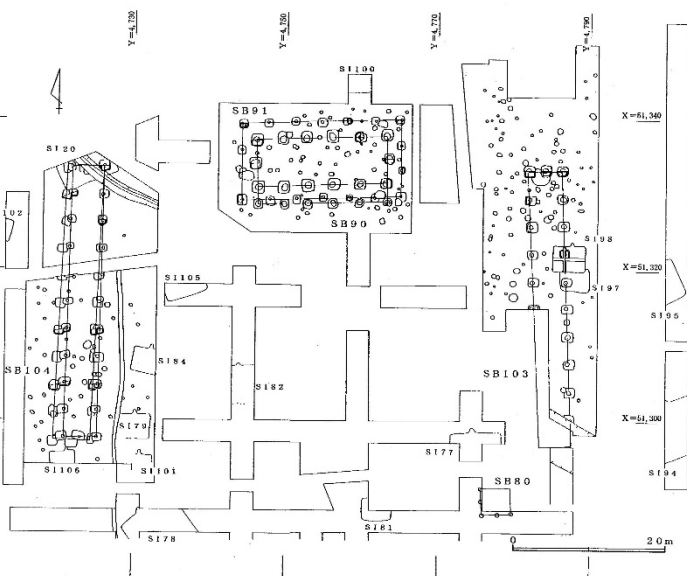 Y=4,730
Y=4,750
Y=4,770
Y=4,790
SI100
SB91
X=51,340
SI20
SB90
102
SI98
SI105
X=51,320
SI97
SI95
SI84
SB104
SI82
SB103
X=51,300
SI79
SI77
SI106
SI101
SI94
SB80
SI81
SI78
0
20m